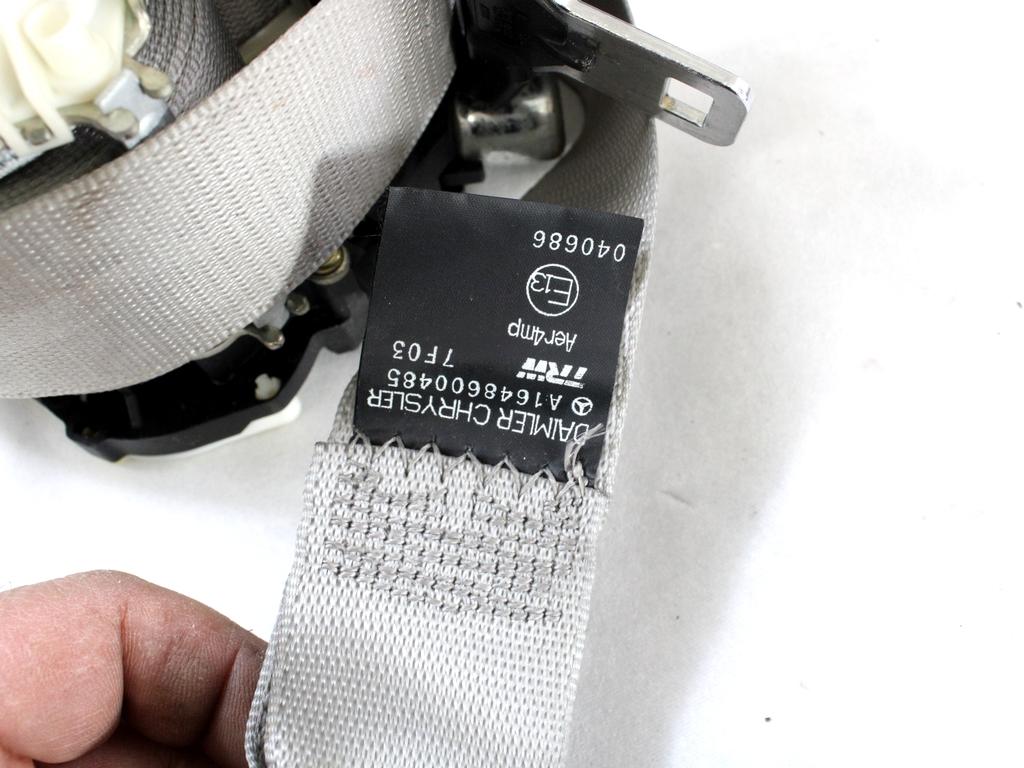 DAIMLER CHRYSLER
A1648600485
TRW 7F03
Aer4mp
E13
040686